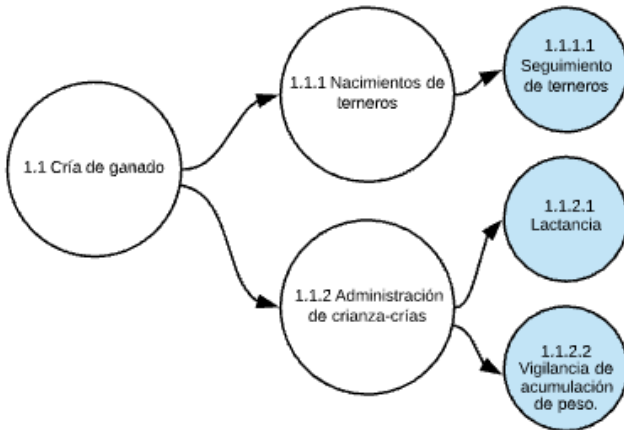 1.1 Cría de ganado
1.1.1 Nacimientos de
terneros
1.1.1.1
Seguimiento
de terneros
1.1.2 Administración
de crianza-crías
1.1.2.1
Lactancia
1.1.2.2
Vigilancia de
acumulación
de peso.